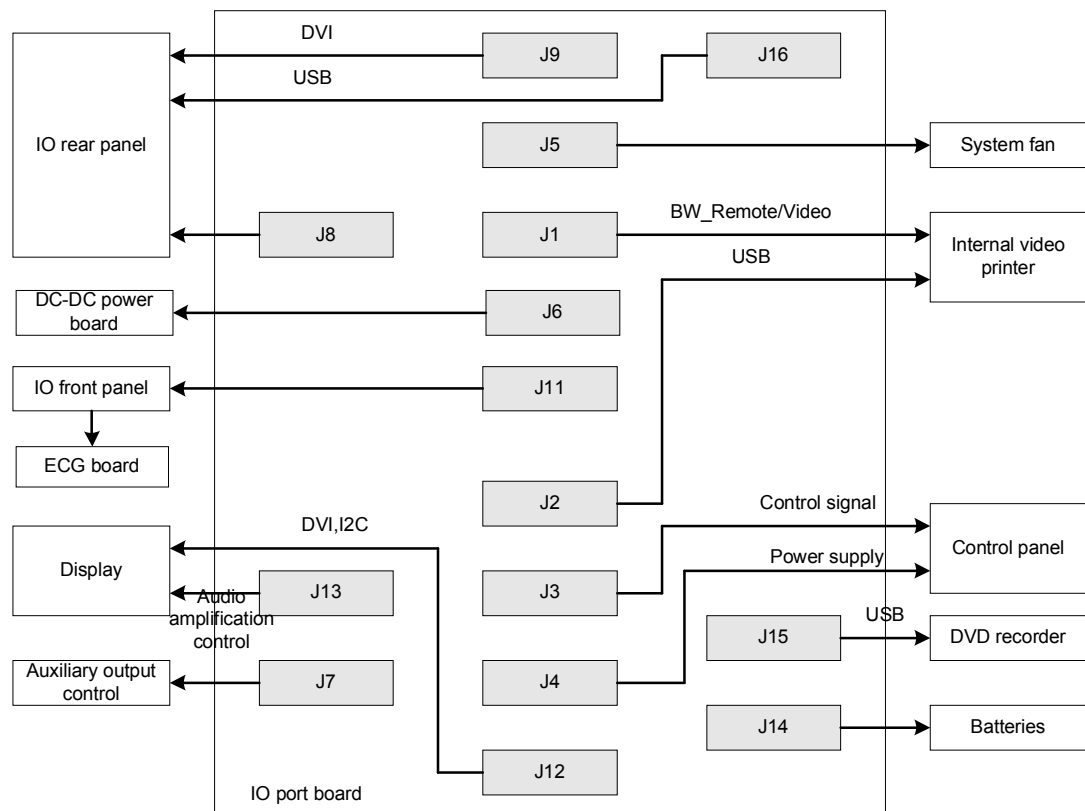 DVI
J9
J16
USB
IO rear panel
J5
System fan
BW_Remote/Video
J8
J1
Internal video
printer
USB
DC-DC power
board
J6
IO front panel
J11
ECG board
J2
Control signal
DVI,I2C
Display
Control panel
Power supply
J13
J3
Audio
amplification
control
USB
J15
DVD recorder
Auxiliary output
control
J7
J4
J14
Batteries
J12
IO port board